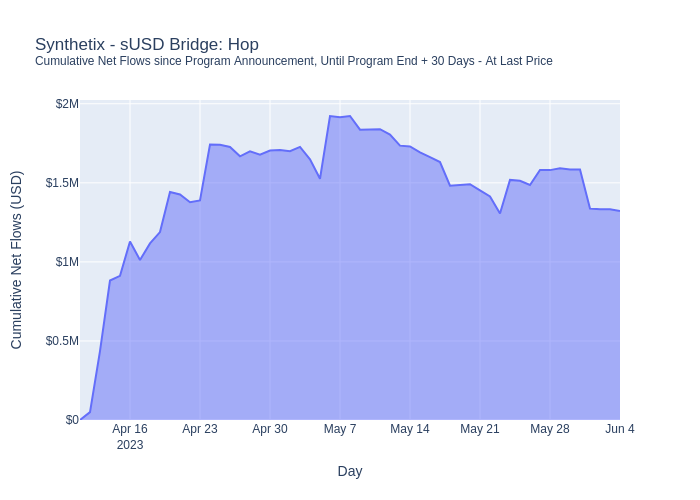 Synthetix - sUSD Bridge: Hop
Cumulative Net Flows since Program Announcement, Until Program End + 30 Days - At Last Price
$2M
$1.5M
$1M
$0.5M
$0
Cumulative Net Flows (USD)
Apr 16
2023
Apr 23
Apr 30
May 7
May 14
May 21
May 28
Jun 4
Day